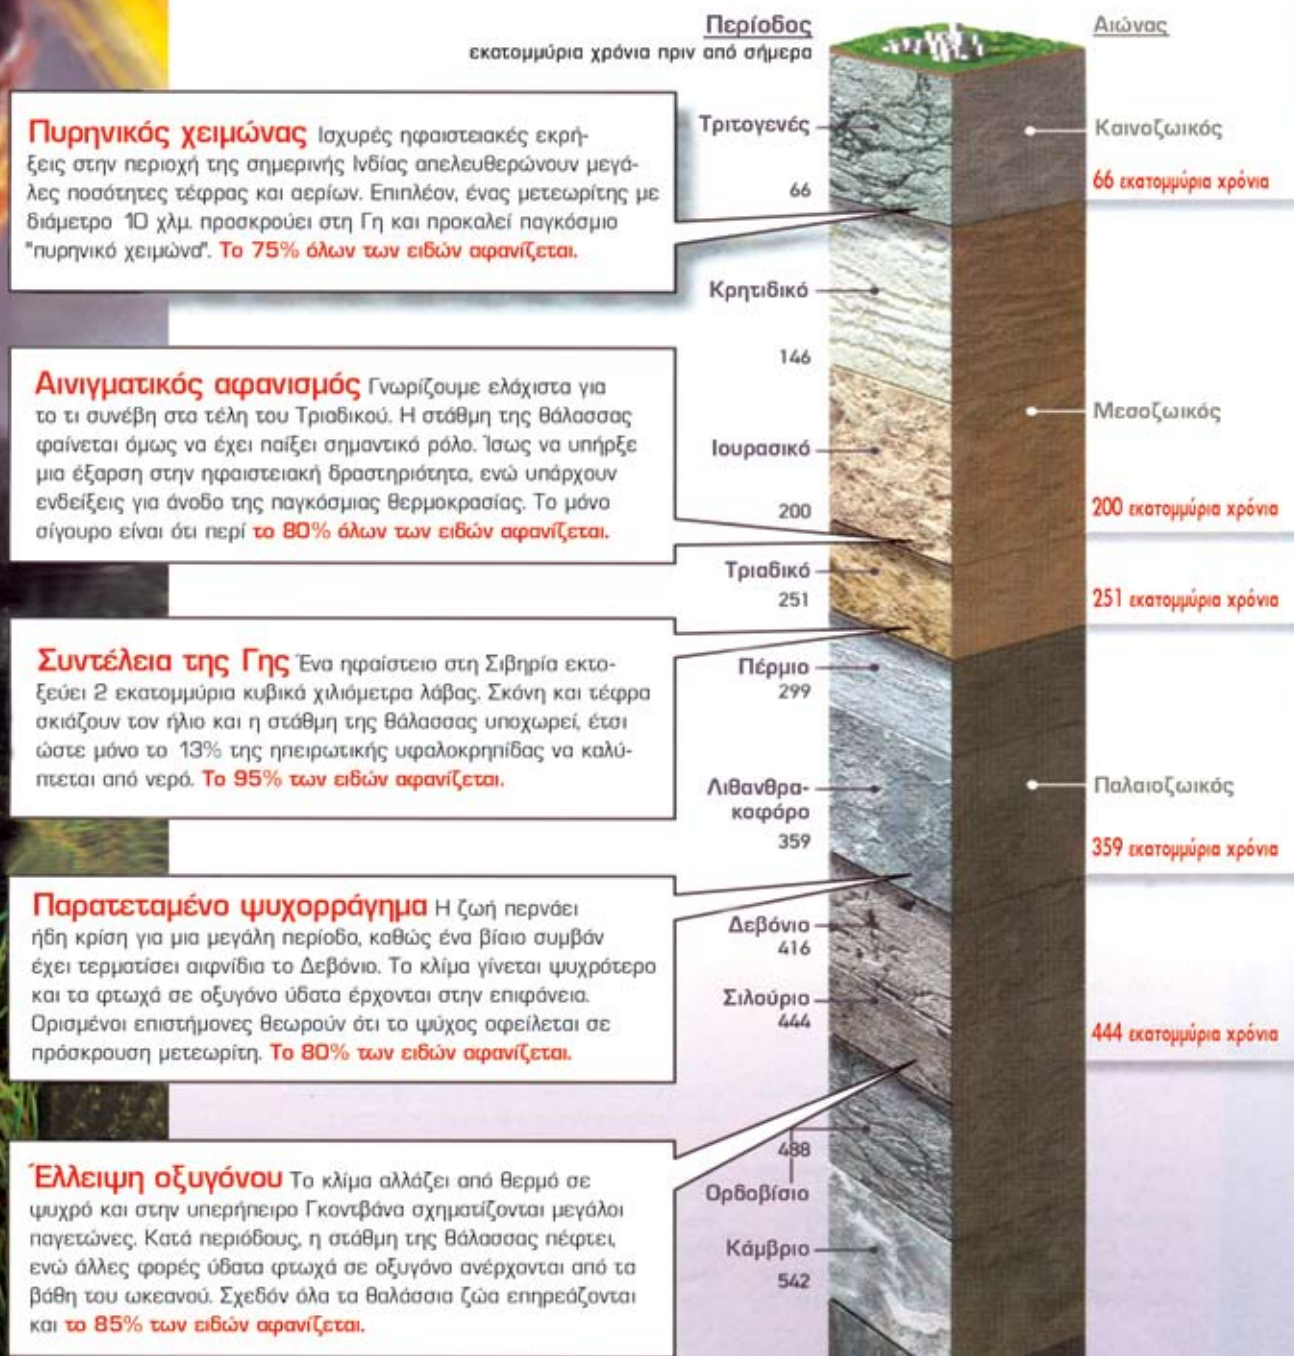 Περίοδος
εκατομμύρια χρόνια πριν από σήμερα
Αιώνας
Πυρηνικός χειμώνας Ισχυρές ηφαιστειακές εκρή-
ξεις στην περιοχή της σημερινής Ινδίας απελευθερώνουν μεγά-
λες ποσότητες τέφρας και αερίων. Επιπλέον, ένας μετεωρίτης με
διάμετρο 10 χλμ. προσκρούει στη Γη και προκαλεί παγκόσμιο
"πυρηνικό χειμώνα". Το 75% όλων των ειδών αφανίζεται.
Αινιγματικός αφανισμός Γνωρίζουμε ελάχιστα για
το τι συνέβη στα τέλη του Τριαδικού. Η στάθμη της θάλασσας
φαίνεται όμως να έχει παίξει σημαντικό ρόλο. Ίσως να υπήρξε
μια έξαρση στην ηφαιστειακή δραστηριότητα, ενώ υπάρχουν
ενδείξεις για άνοδο της παγκόσμιας θερμοκρασίας. Το μόνο
σίγουρο είναι ότι περί το 80% όλων των ειδών αφανίζεται.
Συντέλεια της Γης Ένα ηφαίστειο στη Σιβηρία εκτο-
ξεύει 2 εκατομμύρια κυβικά χιλιόμετρα λάβας. Σκόνη και τέφρα
σκιάζουν τον ήλιο και η στάθμη της θάλασσας υποχωρεί, έτσι
ώστε μόνο το 13% της ηπειρωτικής υφαλοκρηπίδας να καλύ-
πτεται από νερό. Το 95% των ειδών αφανίζεται.
Παρατεταμένο ψυχορράγημα Η ζωή περνάει
ήδη κρίση για μια μεγάλη περίοδο, καθώς ένα βίαιο συμβάν
έχει τερματίσει αιφνίδια το Δεβόνιο. Το κλίμα γίνεται ψυχρότερο
και τα φτωχά σε οξυγόνο ύδατα έρχονται στην επιφάνεια.
Ορισμένοι επιστήμονες θεωρούν ότι το ψύχος οφείλεται σε
πρόσκρουση μετεωρίτη. Το 80% των ειδών αφανίζεται.
Έλλειψη οξυγόνου Το κλίμα αλλάζει από θερμό σε
ψυχρό και στην υπερήπειρο Γκοντβάνα σχηματίζονται μεγάλοι
παγετώνες. Κατά περιόδους, η στάθμη της θάλασσας πέφτει,
ενώ άλλες φορές ύδατα φτωχά σε οξυγόνο ανέρχονται από τα
βάθη του ωκεανού. Σχεδόν όλα τα θαλάσσια ζώα επηρεάζονται
και το 85% των ειδών αφανίζεται.
Τριτογενές
66
Κρητιδικό
146
Ιουρασικό
200
Τριαδικό
251
Πέρμιο
299
Λιθανθρα-
κοφόρο
359
Δεβόνιο
416
Σιλούριο
444
488
Ορδοβίσιο
Κάμβριο
542
Καινοζωικός
66 εκατομμύρια χρόνια
Μεσοζωικός
200 εκατομμύρια χρόνια
251 εκατομμύρια χρόνια
Παλαιοζωικός
359 εκατομμύρια χρόνια
444 εκατομμύρια χρόνια